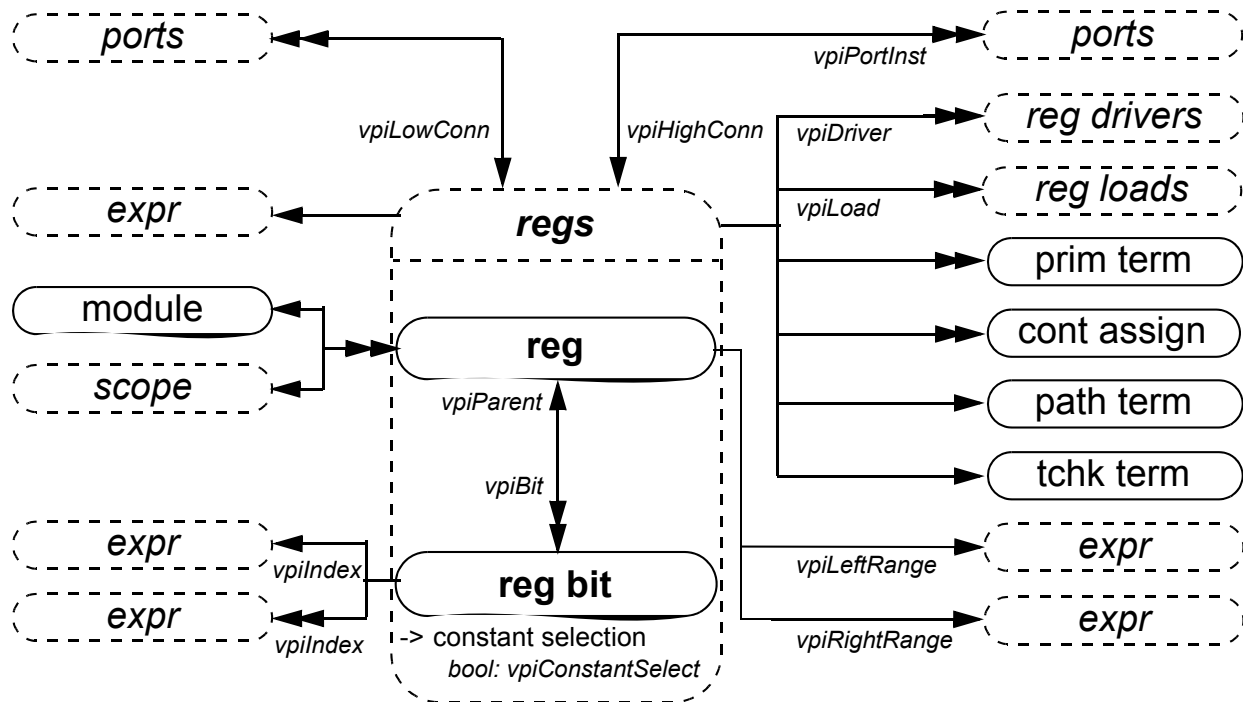 ports
ports
vpiPortInst
vpiLowConn
vpiHighConn
vpiDriver
reg drivers
expr
regs
vpiLoad
reg loads
prim term
module
reg
cont assign
scope
vpiParent
path term
vpiBit
tchk term
expr
vpiIndex
reg bit
vpiLeftRange
expr
expr
vpiIndex
-> constant selection
bool: vpiConstantSelect
vpiRightRange
expr